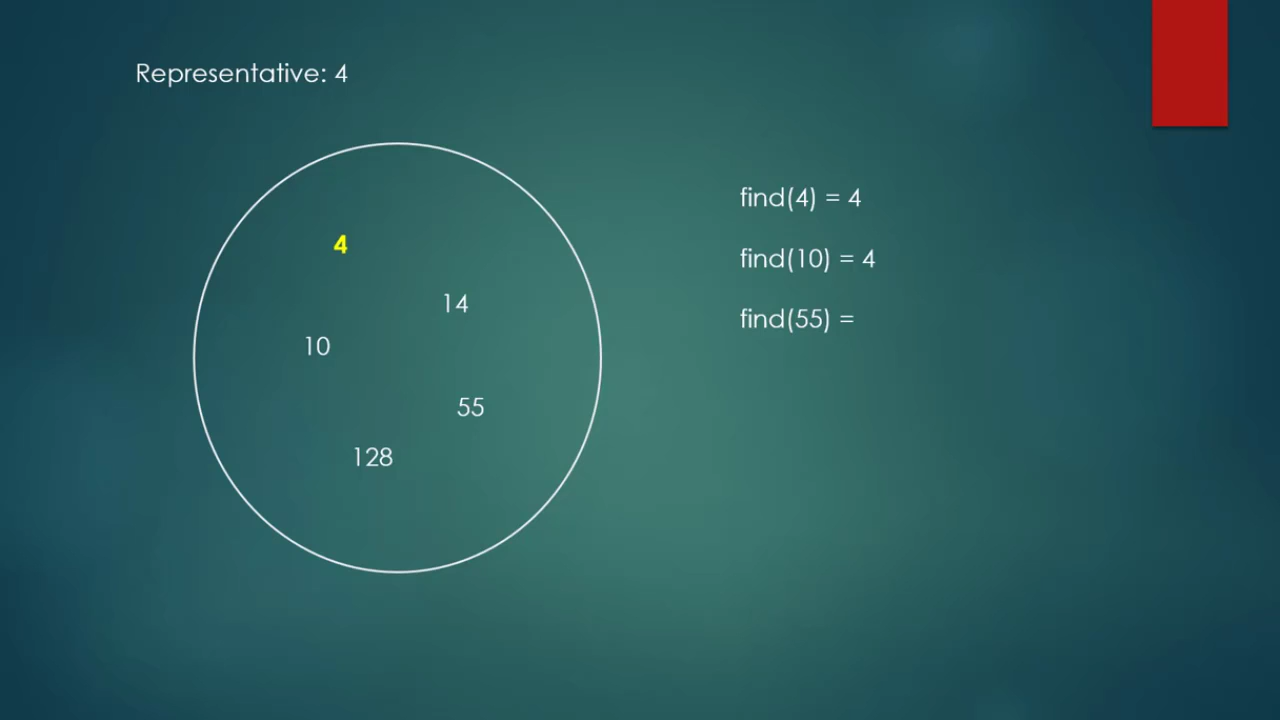 Representative: 4
4
14
10
55
128
find(4) = 4
find(10) = 4
find(55) =